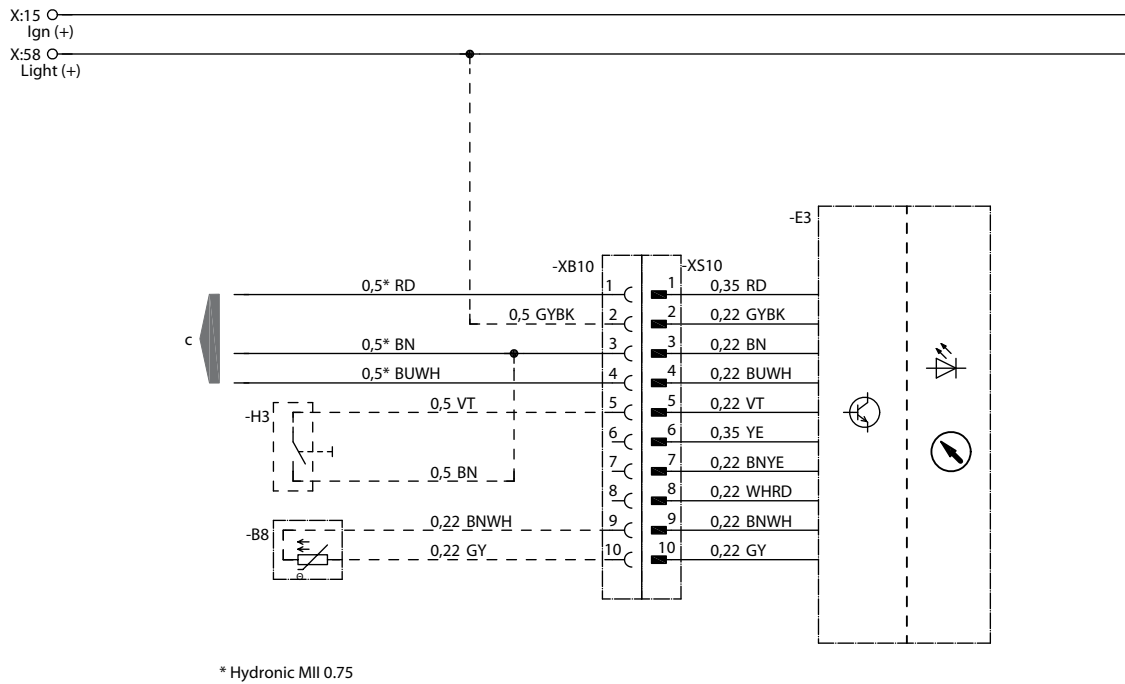 X:15
Ign (+)
X:58
Light (+)
-E3
-XB10 -XS10
0,5* RD 1 1 0,35 RD
0,5 GYBK 2 2 0,22 GYBK
c 0,5* BN 3 3 0,22 BN
0,5* BUWH 4 4 0,22 BUWH
-H3 0,5 VT 5 5 0,22 VT
6 6 0,35 YE
0,5 BN 7 7 0,22 BNYE
8 8 0,22 WHRD
-B8 0,22 BNWH 9 9 0,22 BNWH
0,22 GY 10 10 0,22 GY
Θ
* Hydronic MII 0.75